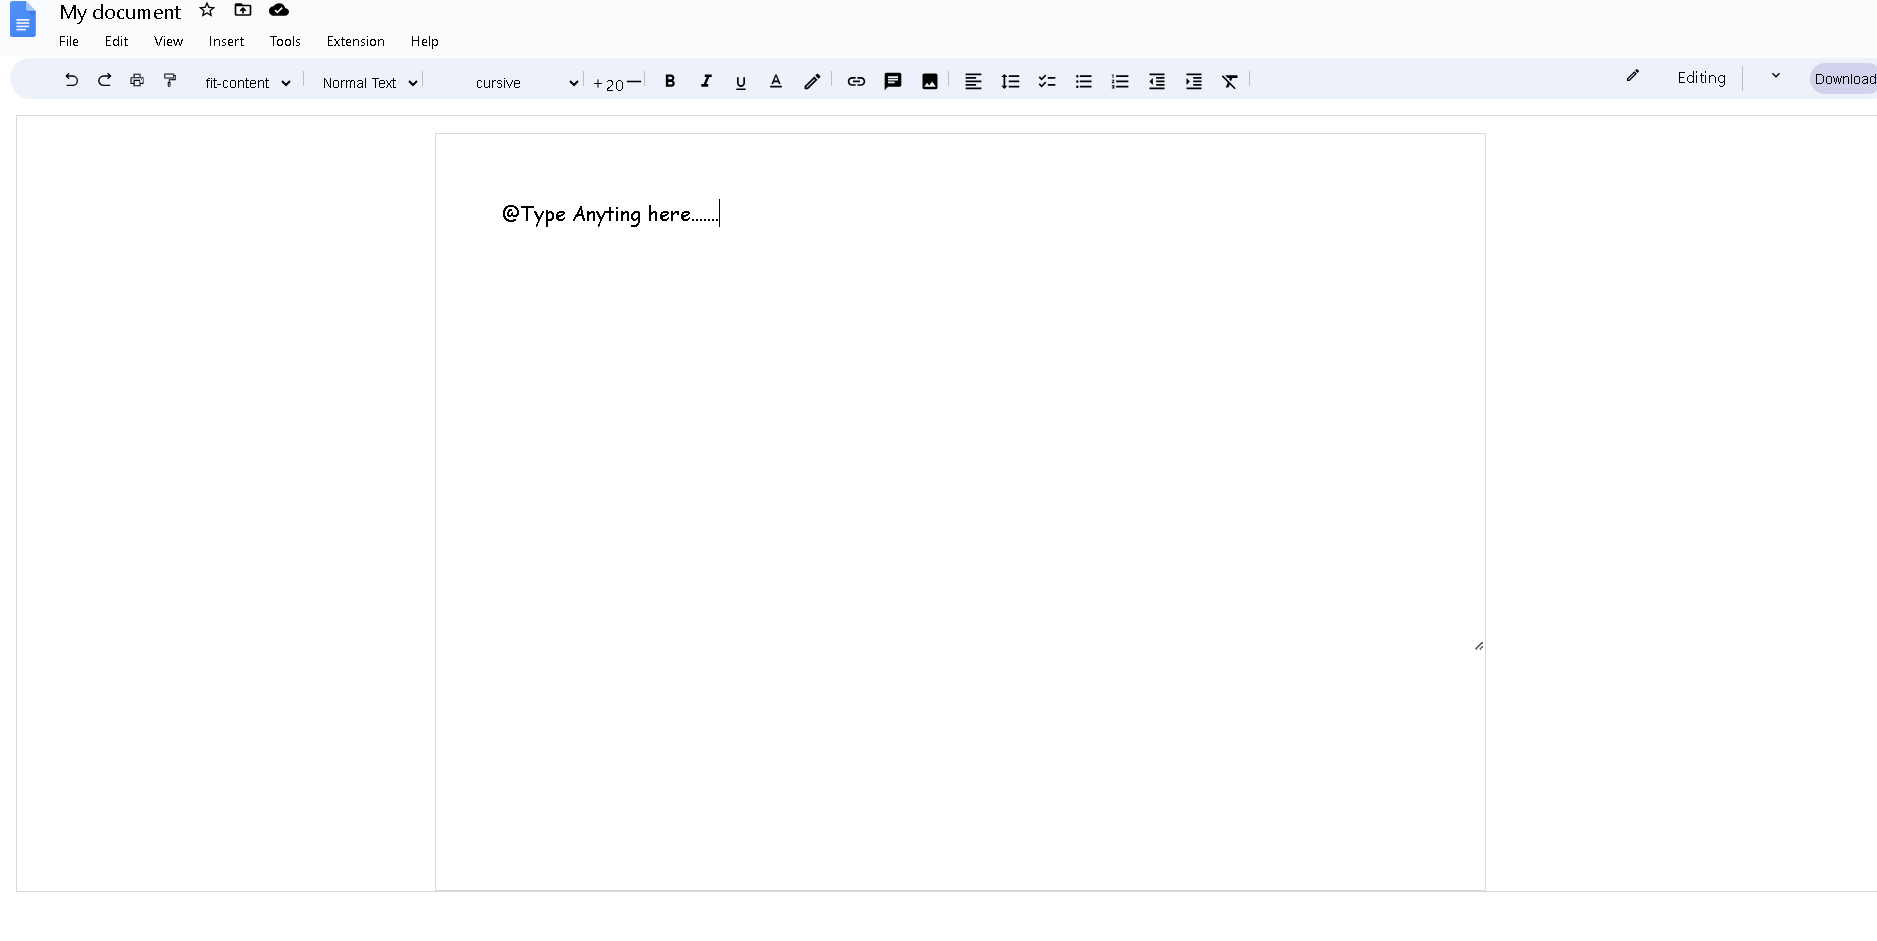 My document
File Edit View Insert Tools Extension Help
fit-content Normal Text cursive + 20 — B I U A Editing Download
@Type Anyting here.......